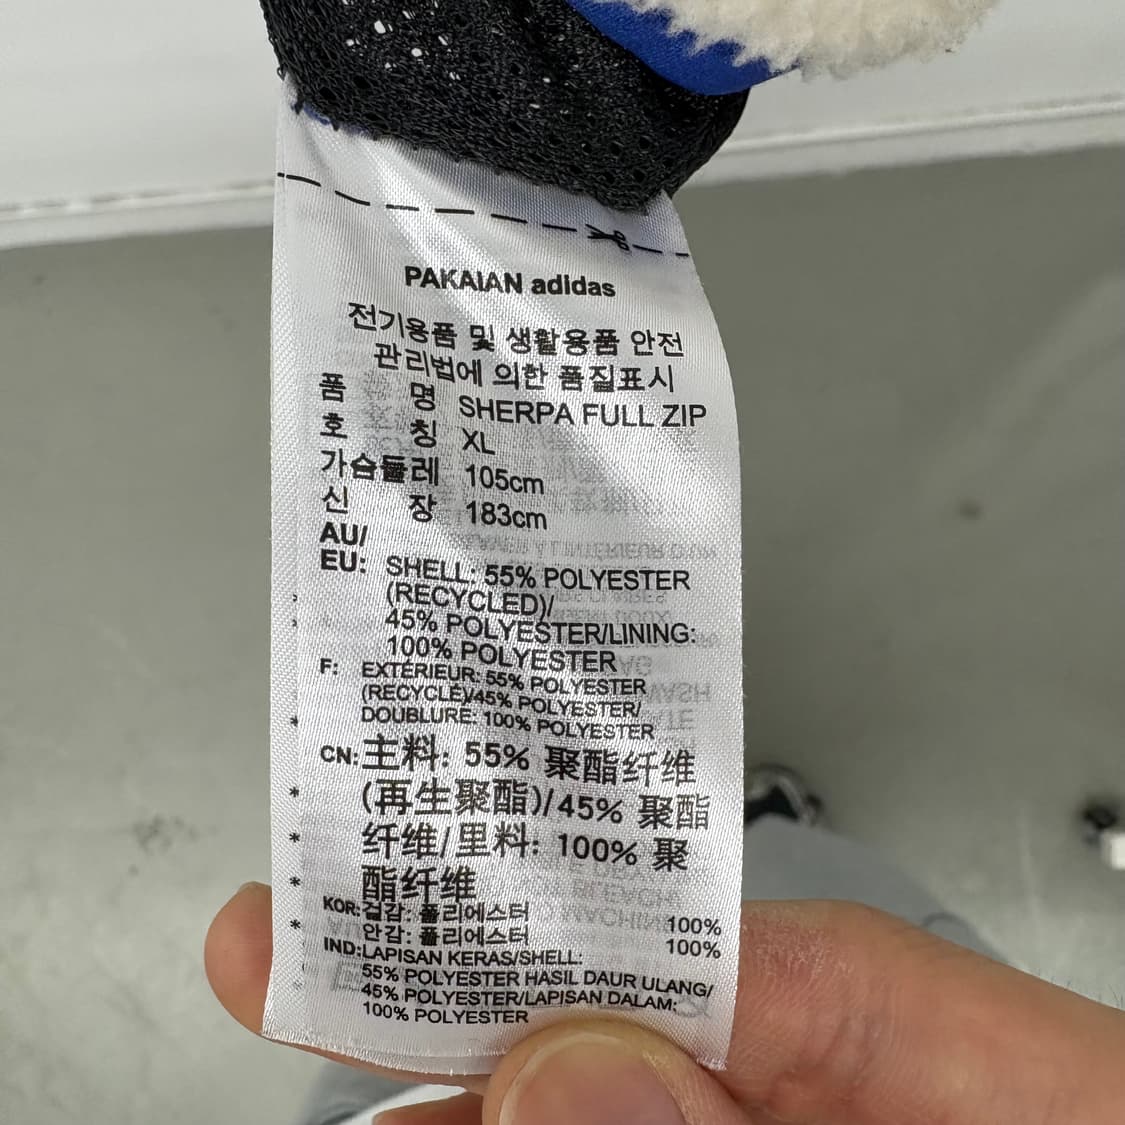 PAKAIAN adidas
전기용품 및 생활용품 안전
관리법에 의한 품질표시
품 명 SHERPA FULL ZIP
호 칭 XL
가슴둘레 105cm
신 장 183cm
AU/
EU: SHELL: 55% POLYESTER
(RECYCLED)/
45% POLYESTER/LINING:
100% POLYESTER
F: EXTERIEUR: 55% POLYESTER
(RECYCLÉ)/45% POLYESTER/
DOUBLURE: 100% POLYESTER
CN: 主料: 55% 聚酯纤维
(再生聚酯)/45% 聚酯
纤维/里料: 100% 聚
酯纤维
KOR: 겉감: 폴리에스터 100%
안감: 폴리에스터 100%
IND: LAPISAN KERAS/SHELL:
55% POLYESTER HASIL DAUR ULANG/
45% POLYESTER/LAPISAN DALAM:
100% POLYESTER